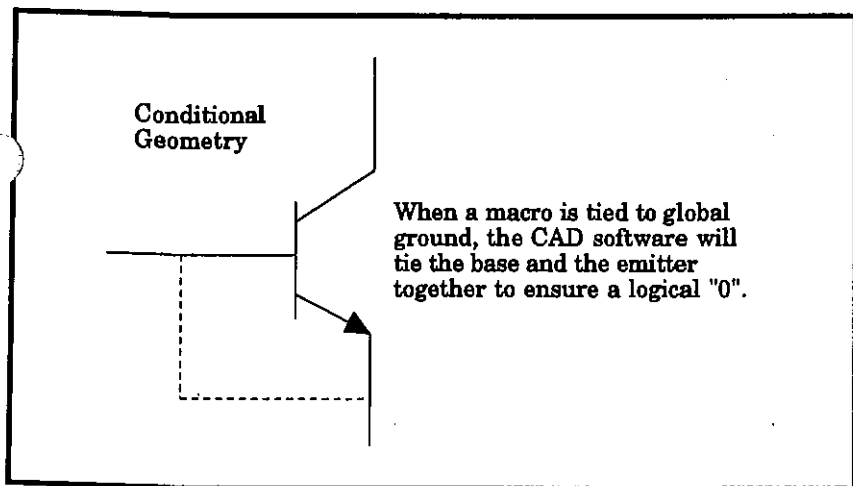 Conditional
Geometry
When a macro is tied to global
ground, the CAD software will
tie the base and the emitter
together to ensure a logical "0".